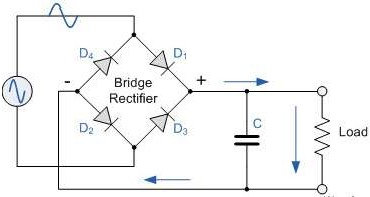 D4 D1
- Bridge +
Rectifier
D2 D3
C
Load